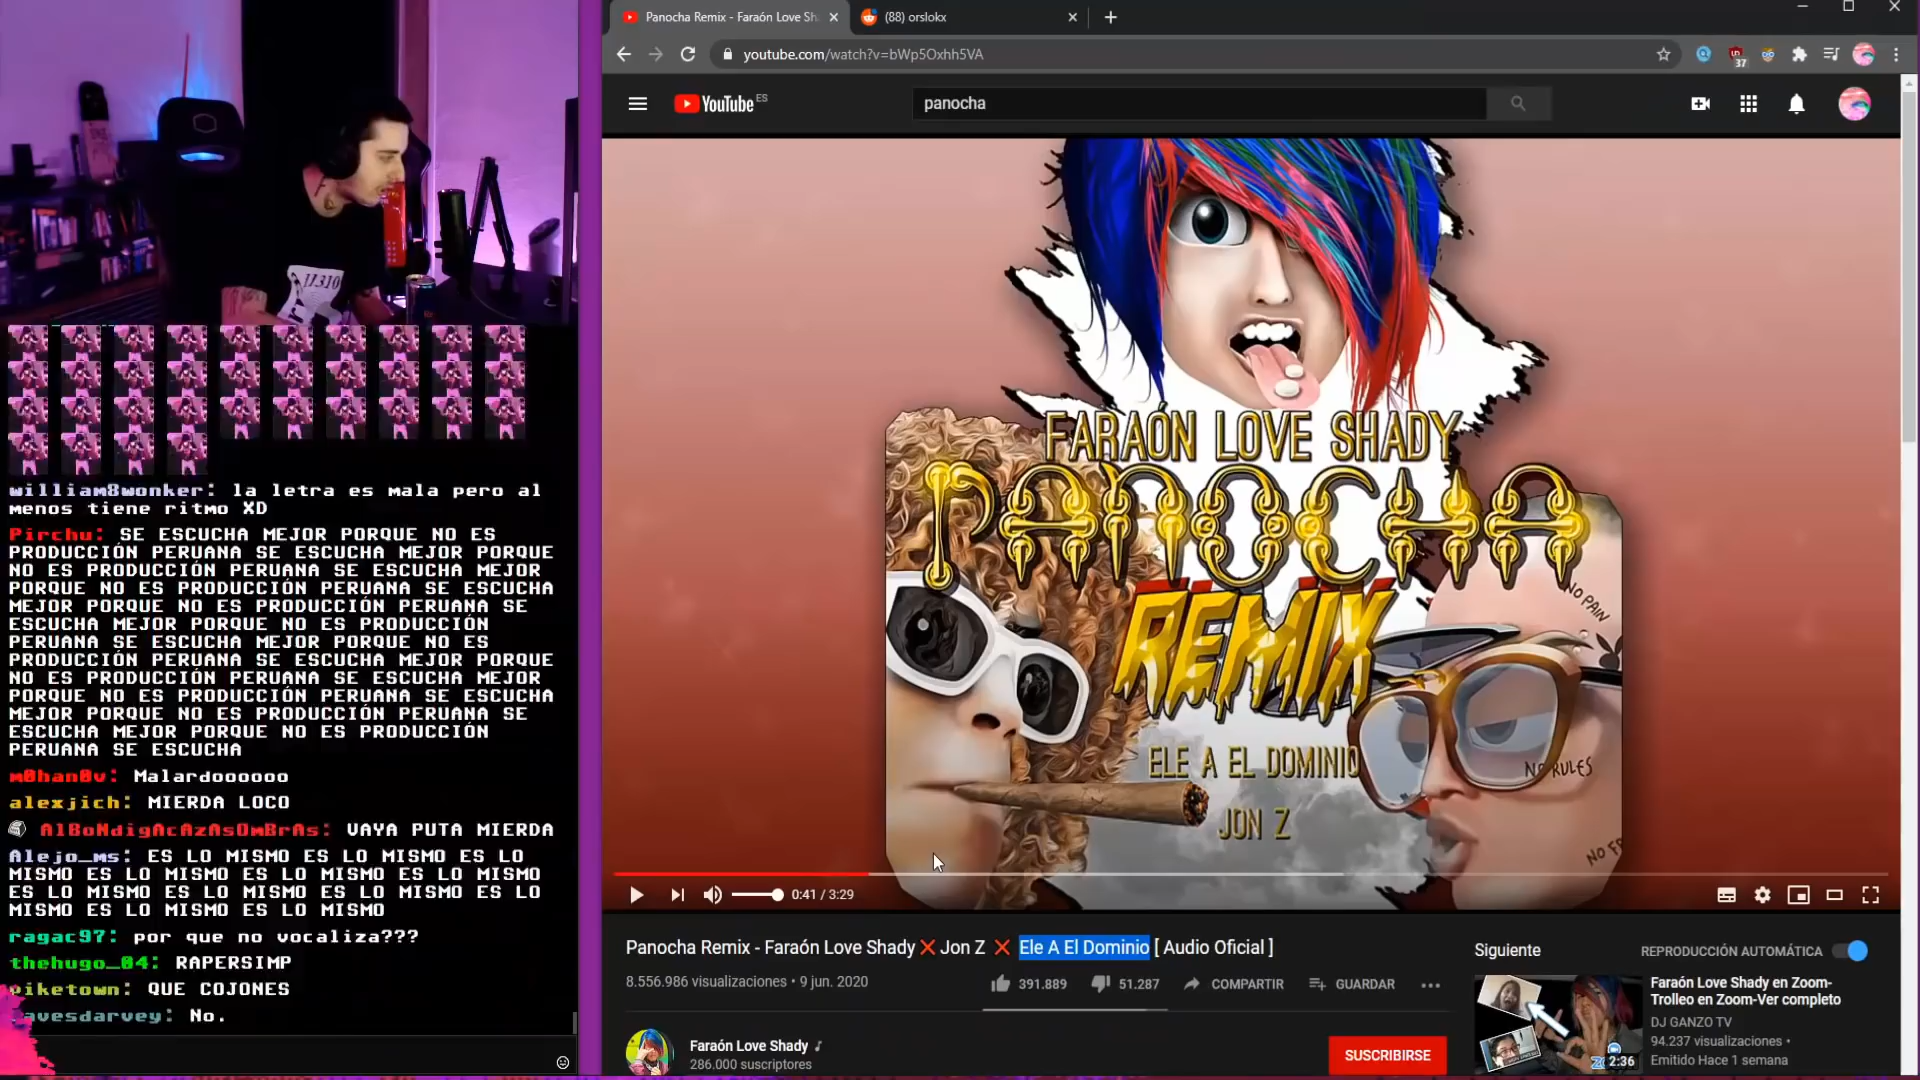 Panocha Remix - Faraón Love Sh
(88) orslokx
youtube.com/watch?v=bWp5Oxhh5VA
37
YouTube ES
panocha
11310
FARAÓN LOVE SHADY
PANOCHA
REMIX
ELE A EL DOMINIO
JON Z
NO PAIN
NO RULES
0:41 / 3:29
Panocha Remix - Faraón Love Shady ❌ Jon Z ❌ Ele A El Dominio [ Audio Oficial ]
8.556.986 visualizaciones • 9 jun. 2020
391.889
51.287
COMPARTIR
GUARDAR
Faraón Love Shady
286.000 suscriptores
SUSCRIBIRSE
Siguiente
REPRODUCCIÓN AUTOMÁTICA
Faraón Love Shady en Zoom-
Trolleo en Zoom-Ver completo
DJ GANZO TV
94.237 visualizaciones •
Emitido Hace 1 semana
2:36
william8wonker: la letra es mala pero al
menos tiene ritmo XD
Pirchu: SE ESCUCHA MEJOR PORQUE NO ES
PRODUCCIÓN PERUANA SE ESCUCHA MEJOR PORQUE
NO ES PRODUCCIÓN PERUANA SE ESCUCHA MEJOR
PORQUE NO ES PRODUCCIÓN PERUANA SE ESCUCHA
MEJOR PORQUE NO ES PRODUCCIÓN PERUANA SE
ESCUCHA MEJOR PORQUE NO ES PRODUCCIÓN
PERUANA SE ESCUCHA MEJOR PORQUE NO ES
PRODUCCIÓN PERUANA SE ESCUCHA MEJOR PORQUE
NO ES PRODUCCIÓN PERUANA SE ESCUCHA MEJOR
PORQUE NO ES PRODUCCIÓN PERUANA SE ESCUCHA
MEJOR PORQUE NO ES PRODUCCIÓN PERUANA SE
ESCUCHA MEJOR PORQUE NO ES PRODUCCIÓN
PERUANA SE ESCUCHA
m0han0v: Malardoooooo
alexjich: MIERDA LOCO
AlBoNdigAcAzAsOmBrAs: VAYA PUTA MIERDA
Alejo_ms: ES LO MISMO ES LO MISMO ES LO
MISMO ES LO MISMO ES LO MISMO ES LO MISMO
ES LO MISMO ES LO MISMO ES LO MISMO ES LO
MISMO ES LO MISMO ES LO MISMO
ragac97: por que no vocaliza???
thehugo_04: RAPERSIMP
piketown: QUE COJONES
No.